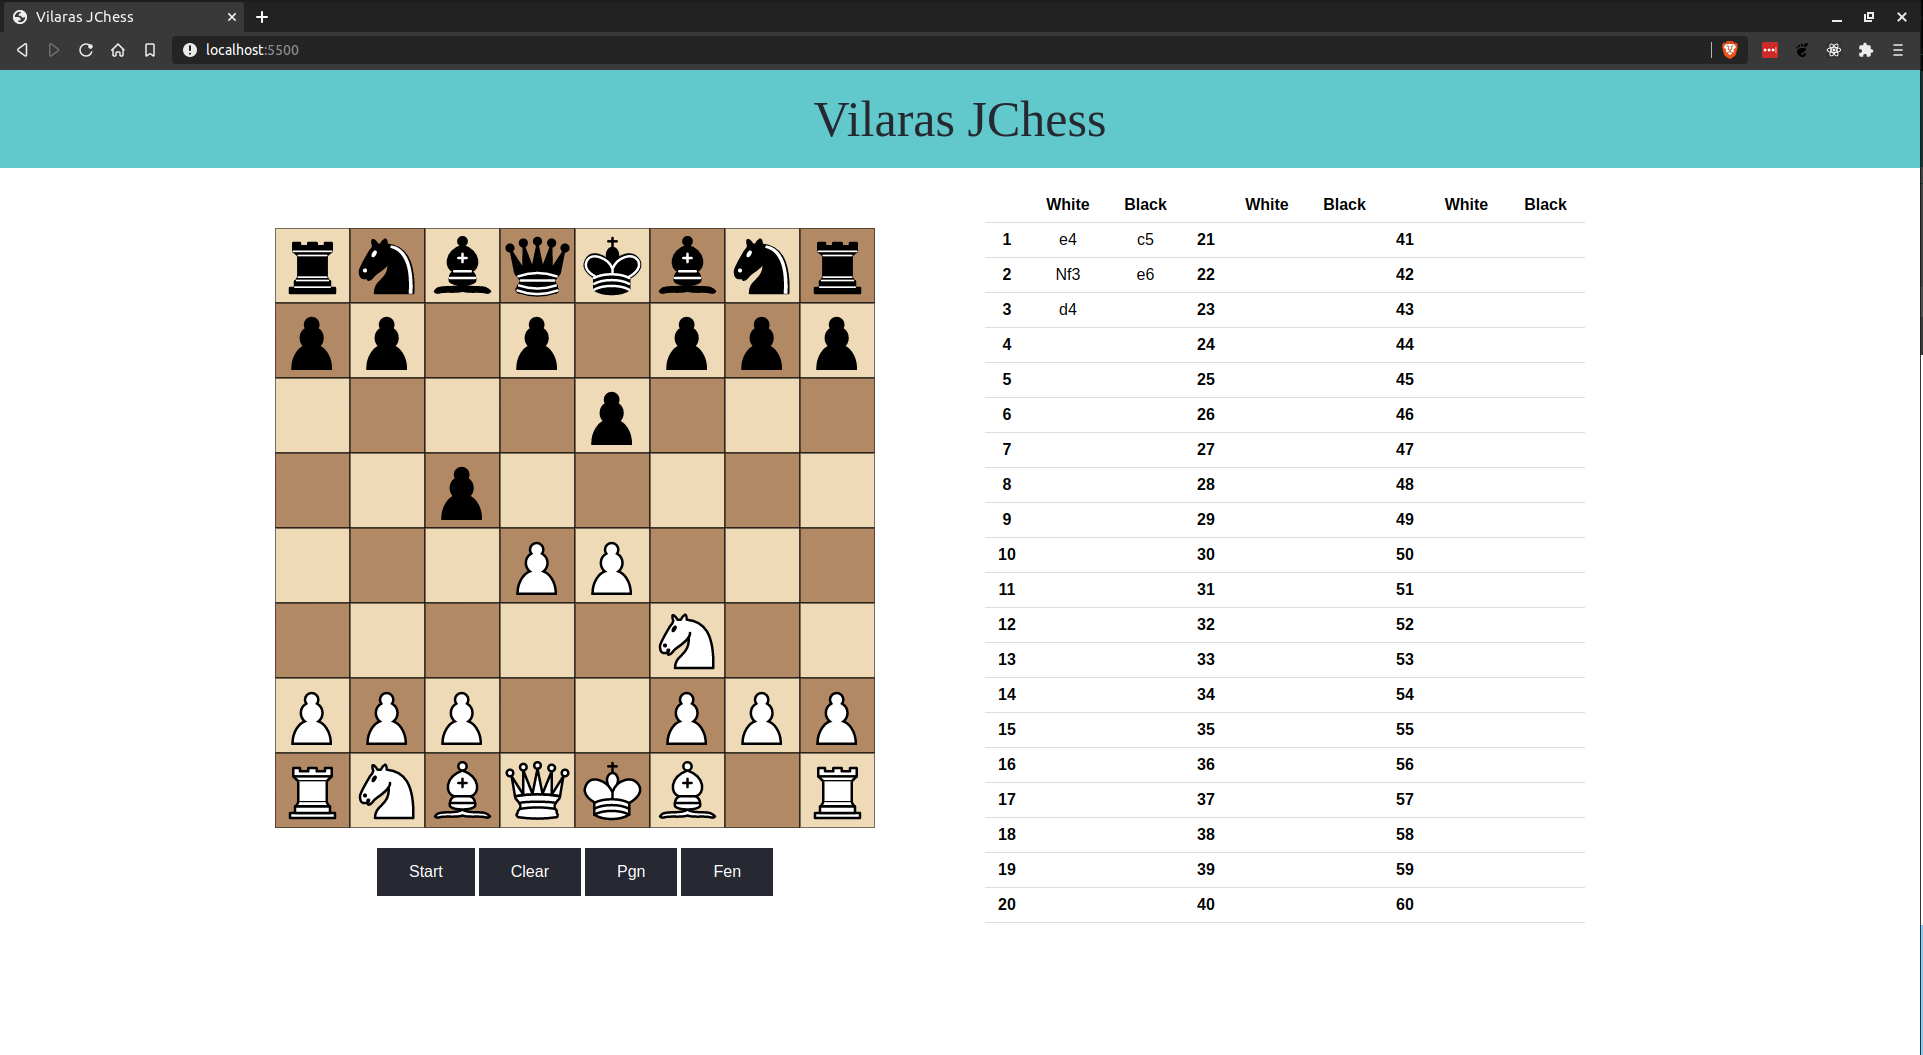 Vilaras JChess
localhost:5500
Vilaras JChess
White Black White Black White Black
1 e4 c5 21 41
2 Nf3 e6 22 42
3 d4 23 43
4 24 44
5 25 45
6 26 46
7 27 47
8 28 48
9 29 49
10 30 50
11 31 51
12 32 52
13 33 53
14 34 54
15 35 55
16 36 56
17 37 57
18 38 58
19 39 59
20 40 60
Start Clear Pgn Fen